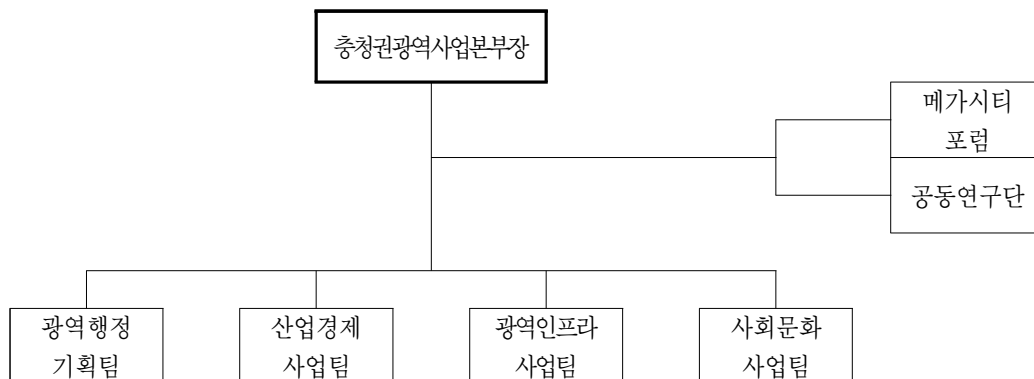 충청권광역사업본부장
메가시티
포럼
공동연구단
광역행정
기획팀
산업경제
사업팀
광역인프라
사업팀
사회문화
사업팀